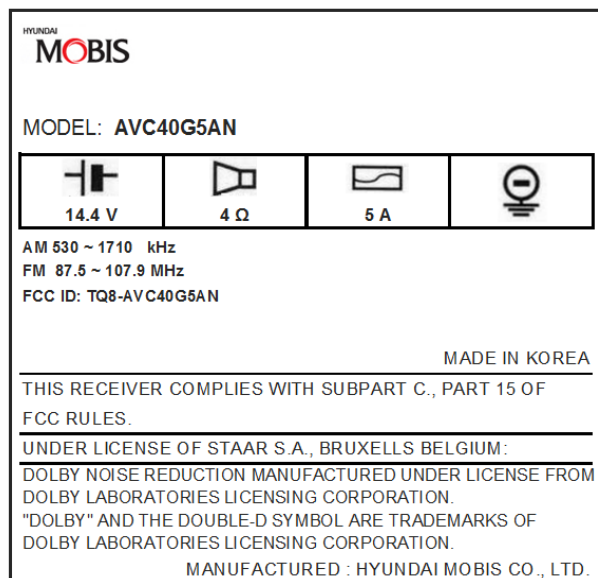 HYUNDAI
MOBIS
MODEL: AVC40G5AN
14.4 V 4 Ω 5 A
AM 530 ~ 1710 kHz
FM 87.5 ~ 107.9 MHz
FCC ID: TQ8-AVC40G5AN
MADE IN KOREA
THIS RECEIVER COMPLIES WITH SUBPART C., PART 15 OF
FCC RULES.
UNDER LICENSE OF STAAR S.A., BRUXELLS BELGIUM:
DOLBY NOISE REDUCTION MANUFACTURED UNDER LICENSE FROM
DOLBY LABORATORIES LICENSING CORPORATION.
"DOLBY" AND THE DOUBLE-D SYMBOL ARE TRADEMARKS OF
DOLBY LABORATORIES LICENSING CORPORATION.
MANUFACTURED : HYUNDAI MOBIS CO., LTD.